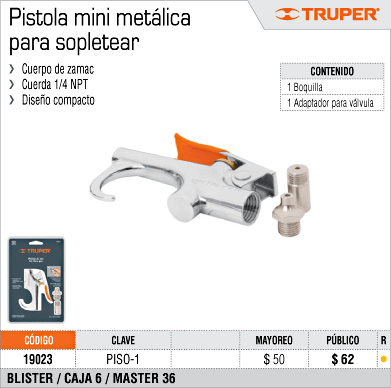 Pistola mini metálica
para sopletear
TRUPER®
› Cuerpo de zamac
› Cuerda 1/4 NPT
› Diseño compacto
CONTENIDO
1 Boquilla
1 Adaptador para válvula
TRUPER
CÓDIGO CLAVE MAYOREO PÚBLICO R
19023 PISO-1 $ 50 $ 62
BLISTER / CAJA 6 / MASTER 36